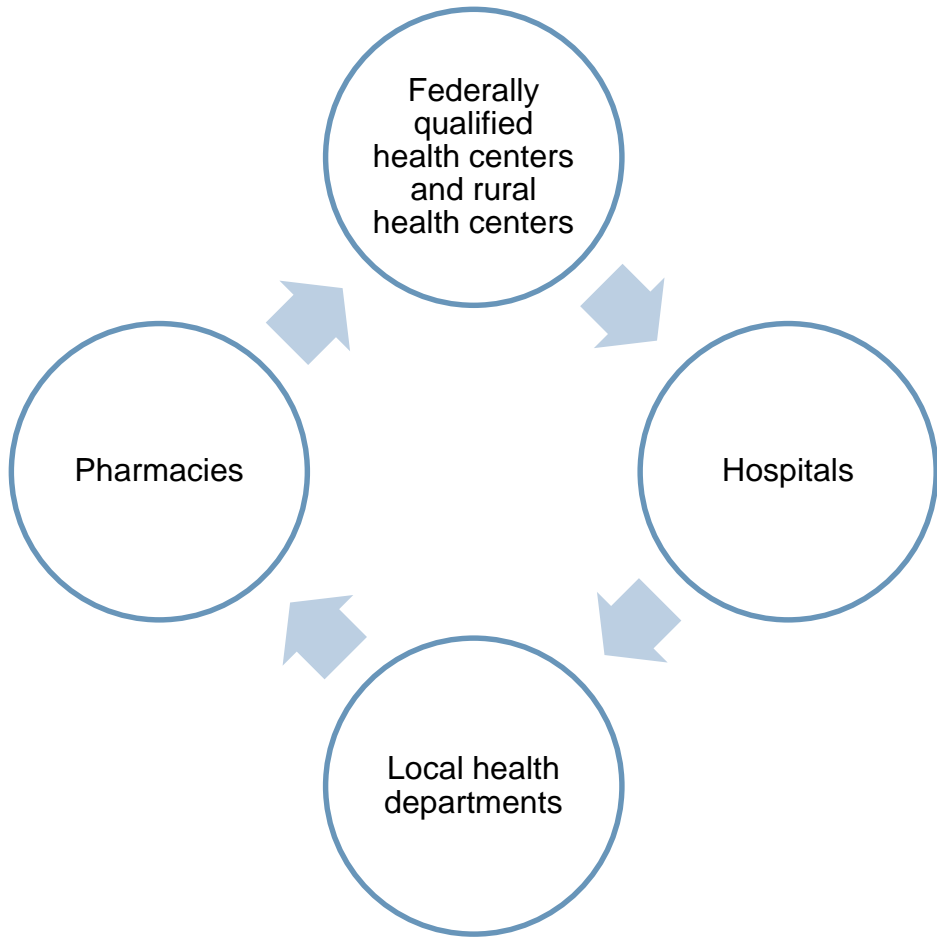 Federally
qualified
health centers
and rural
health centers
Pharmacies
Hospitals
Local health
departments